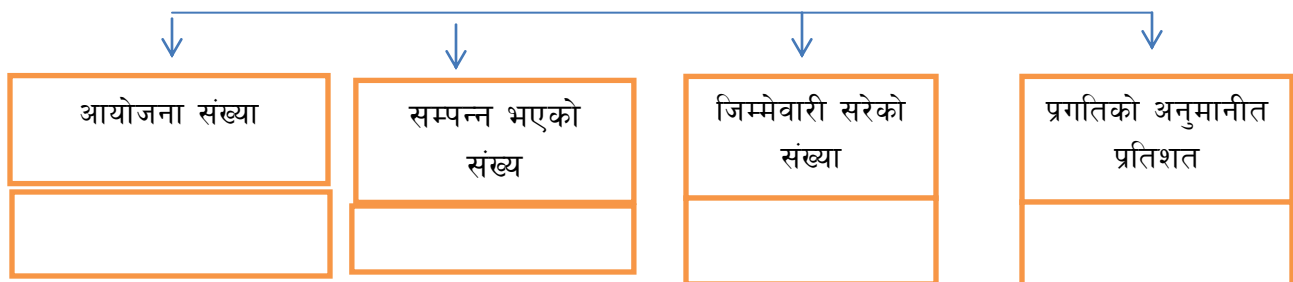 आयोजना संख्या
सम्पन्न भएको
संख्य
जिम्मेवारी सरेको
संख्या
प्रगतिको अनुमानीत
प्रतिशत